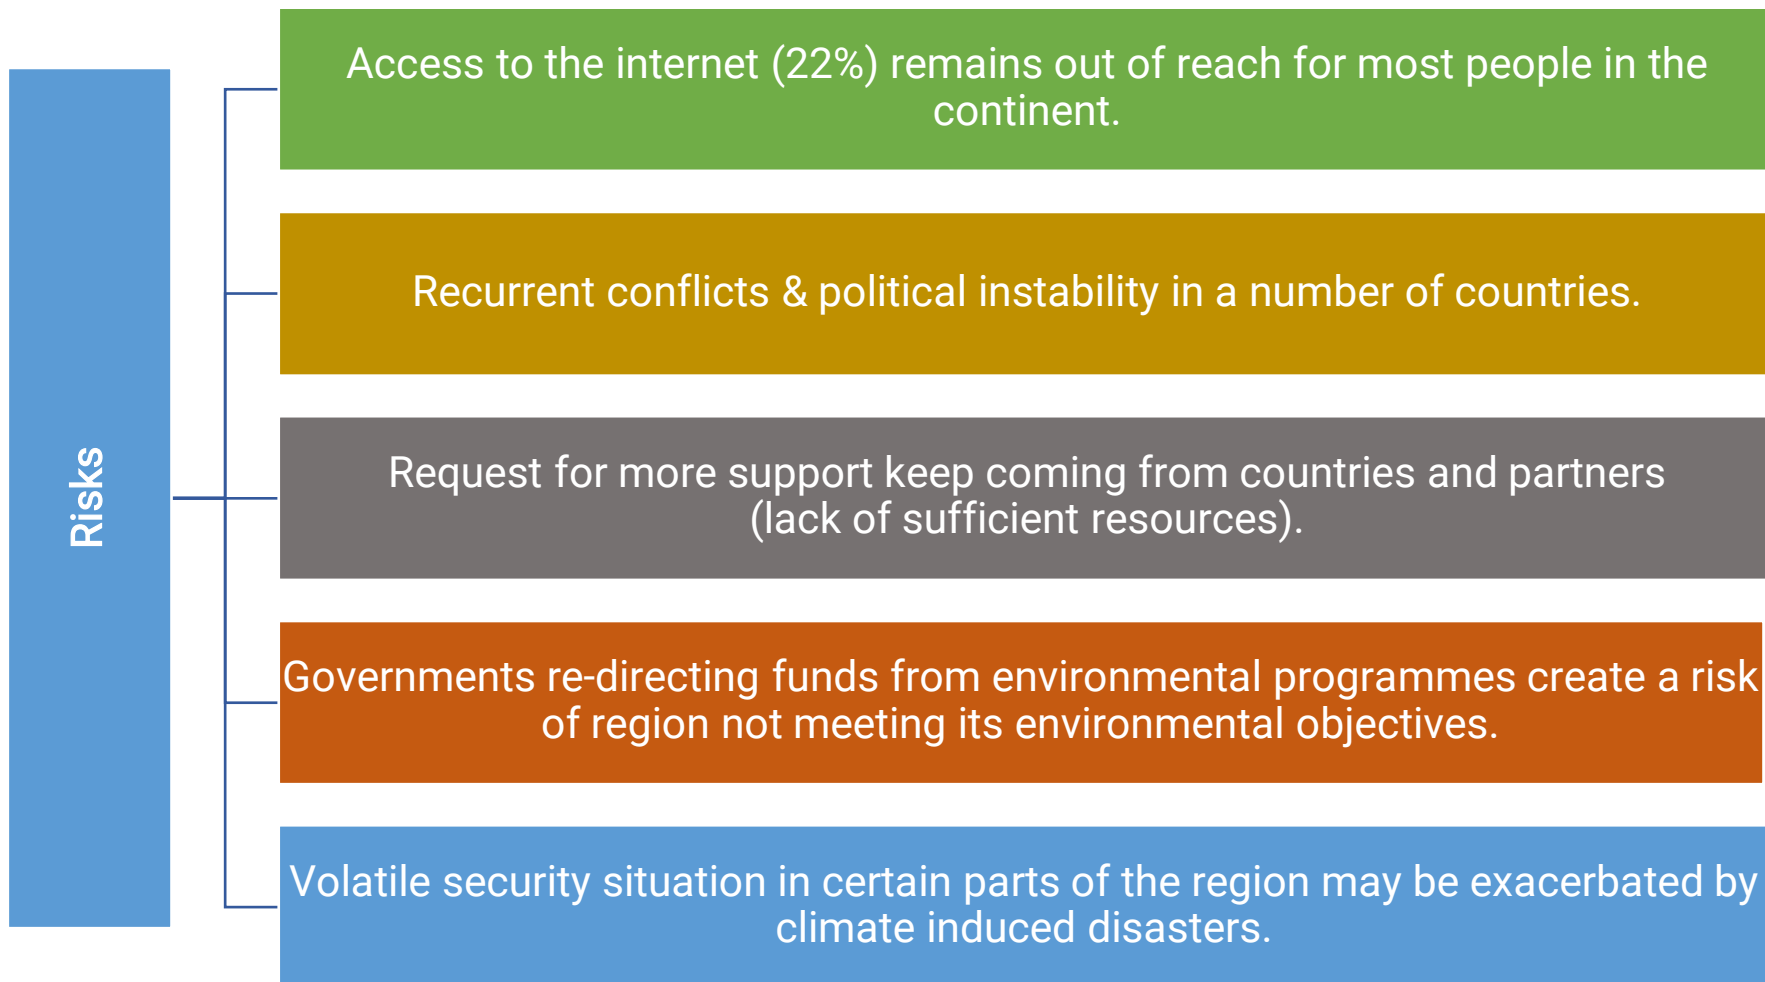 Risks
Access to the internet (22%) remains out of reach for most people in the
continent.
Recurrent conflicts & political instability in a number of countries.
Request for more support keep coming from countries and partners
(lack of sufficient resources).
Governments re-directing funds from environmental programmes create a risk
of region not meeting its environmental objectives.
Volatile security situation in certain parts of the region may be exacerbated by
climate induced disasters.